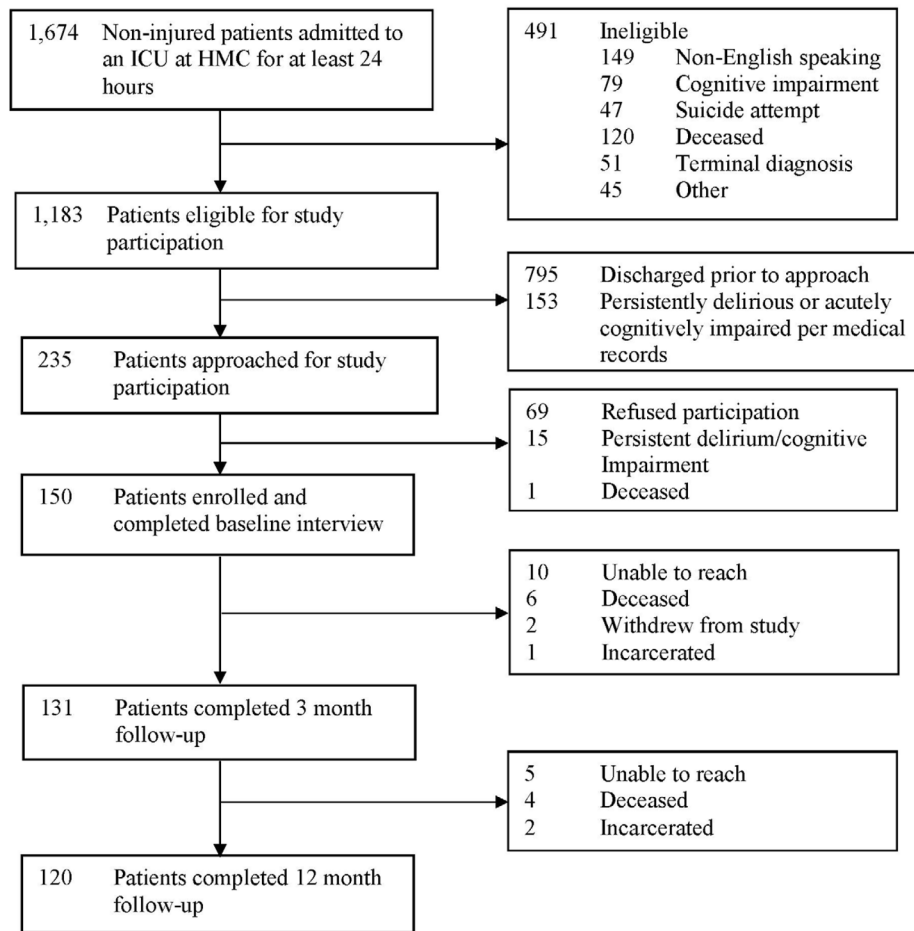 1,674 Non-injured patients admitted to
an ICU at HMC for at least 24
hours
491 Ineligible
149 Non-English speaking
79 Cognitive impairment
47 Suicide attempt
120 Deceased
51 Terminal diagnosis
45 Other
1,183 Patients eligible for study
participation
795 Discharged prior to approach
153 Persistently delirious or acutely
cognitively impaired per medical
records
235 Patients approached for study
participation
69 Refused participation
15 Persistent delirium/cognitive
Impairment
1 Deceased
150 Patients enrolled and
completed baseline interview
10 Unable to reach
6 Deceased
2 Withdrew from study
1 Incarcerated
131 Patients completed 3 month
follow-up
5 Unable to reach
4 Deceased
2 Incarcerated
120 Patients completed 12 month
follow-up